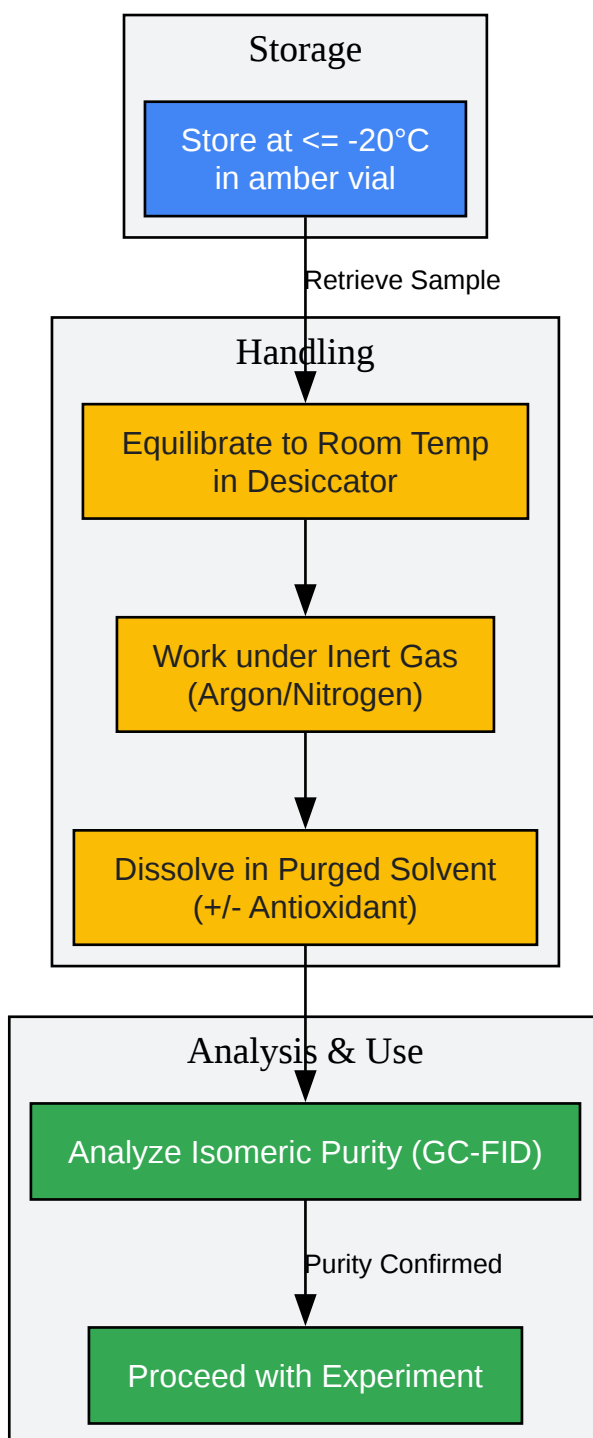 Storage
Store at <= -20°C
in amber vial
Retrieve Sample
Handling
Equilibrate to Room Temp
in Desiccator
Work under Inert Gas
(Argon/Nitrogen)
Dissolve in Purged Solvent
(+/- Antioxidant)
Analysis & Use
Analyze Isomeric Purity (GC-FID)
Purity Confirmed
Proceed with Experiment